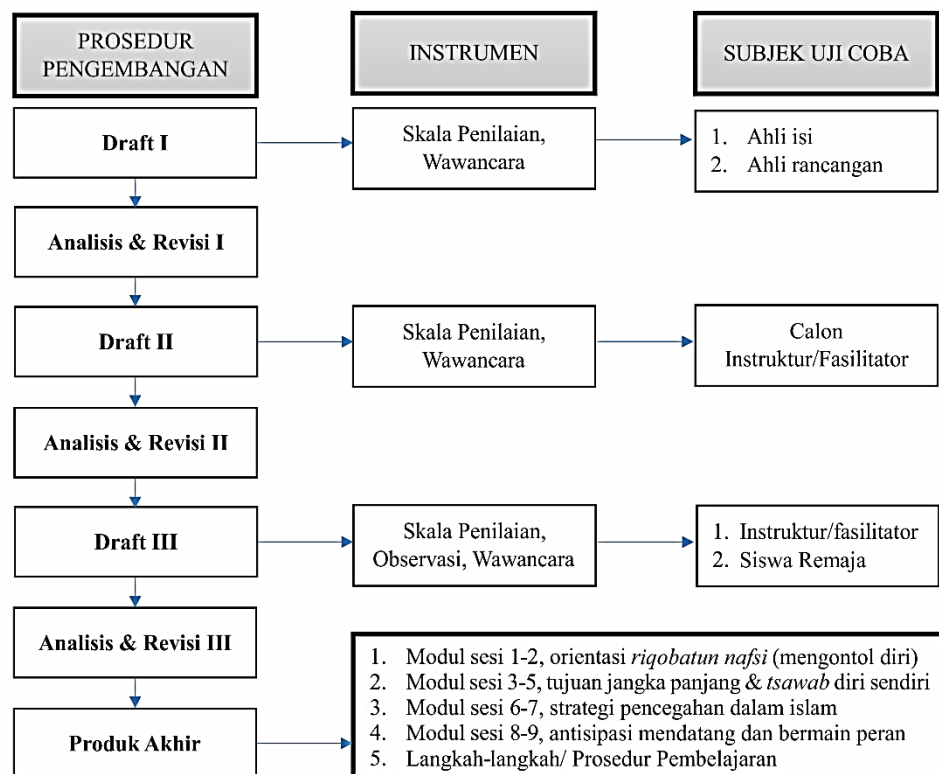 PROSEDUR
PENGEMBANGAN
INSTRUMEN
SUBJEK UJI COBA
Draft I
Skala Penilaian,
Wawancara
1. Ahli isi
2. Ahli rancangan
Analisis & Revisi I
Draft II
Skala Penilaian,
Wawancara
Calon
Instruktur/Fasilitator
Analisis & Revisi II
Draft III
Skala Penilaian,
Observasi, Wawancara
1. Instruktur/fasilitator
2. Siswa Remaja
Analisis & Revisi III
Produk Akhir
1. Modul sesi 1-2, orientasi riqobatun nafsi (mengontol diri)
2. Modul sesi 3-5, tujuan jangka panjang & tsawab diri sendiri
3. Modul sesi 6-7, strategi pencegahan dalam islam
4. Modul sesi 8-9, antisipasi mendatang dan bermain peran
5. Langkah-langkah/ Prosedur Pembelajaran